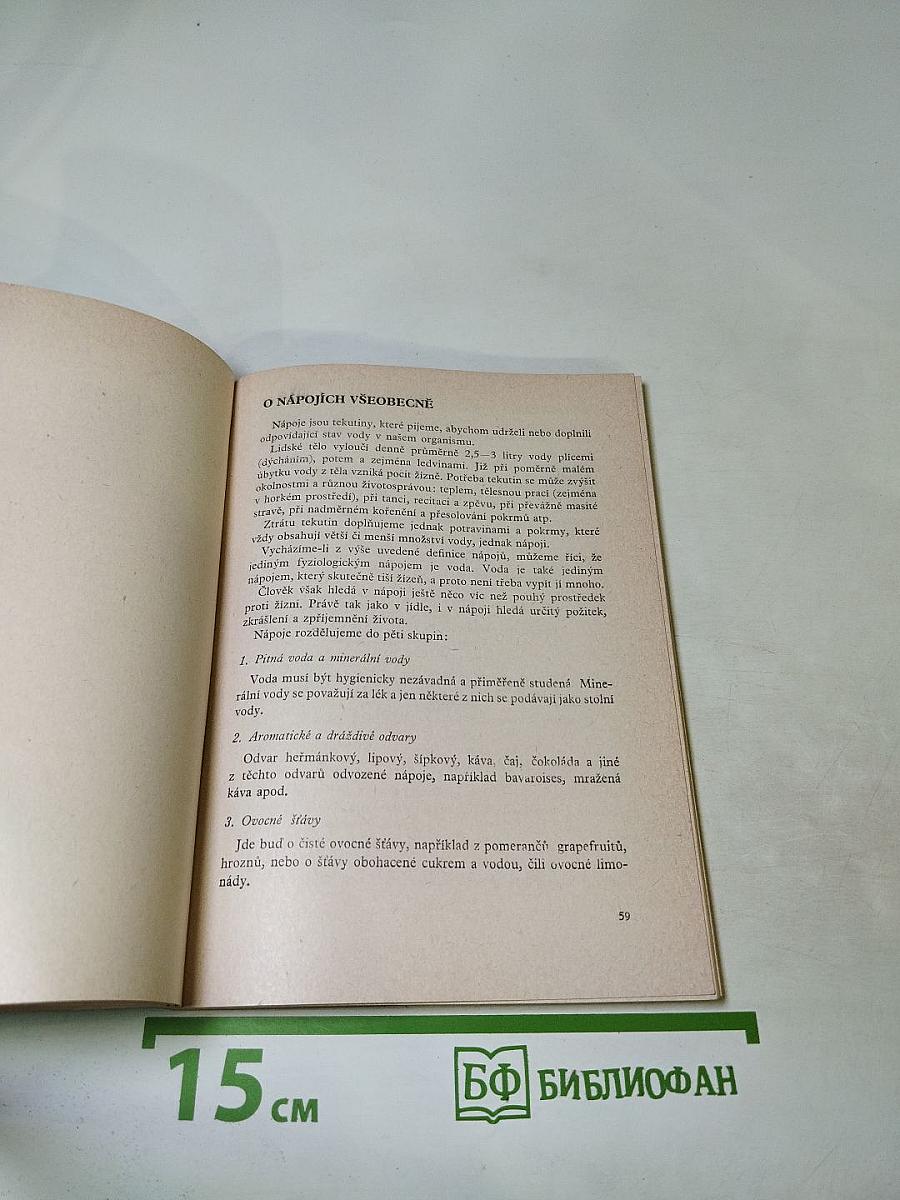 O NÁPOJÍCH VŠEOBECNĚ
Nápoje jsou tekutiny, které pijeme, abychom udrželi nebo doplnili
odpovídající stav vody v našem organismu.
Lidské tělo vyloučí denně průměrně 2,5—3 litry vody plícemi
(dýcháním), potem a zejména ledvinami. Již při poměrně malém
úbytku vody z těla vzniká pocit žízně. Potřeba tekutin se může zvýšit
okolnostmi a různou životosprávou: teplem, tělesnou prací (zejména
v horkém prostředí), při tanci, recitaci a zpěvu, při převážně masité
stravě, při nadměrném kořenění a přesolování pokrmů atp.
Ztrátu tekutin doplňujeme jednak potravinami a pokrmy, které
vždy obsahují větší či menší množství vody, jednak nápoji.
Vycházíme-li z výše uvedené definice nápojů, můžeme říci, že
jediným fyziologickým nápojem je voda. Voda je také jediným
nápojem, který skutečně tiší žízeň, a proto není třeba vypít jí mnoho.
Člověk však hledá v nápoji ještě něco víc než pouhý prostředek
proti žízni. Právě tak jako v jídle, i v nápoji hledá určitý požitek,
zkrášlení a zpříjemnění života.
Nápoje rozdělujeme do pěti skupin:
1. Pitná voda a minerální vody
Voda musí být hygienicky nezávadná a přiměřeně studená Mine-
rální vody se považují za lék a jen některé z nich se podávají jako stolní
vody.
2. Aromatické a dráždivé odvary
Odvar heřmánkový, lipový, šípkový, káva, čaj, čokoláda a jiné
z těchto odvarů odvozené nápoje, například bavaroises, mražená
káva apod.
3. Ovocné šťávy
Jde buď o čisté ovocné šťávy, například z pomerančů grapefruitů,
hroznů, nebo o šťávy obohacené cukrem a vodou, čili ovocné limo-
nády.
59
15 см
БФ БИБЛИОФАН